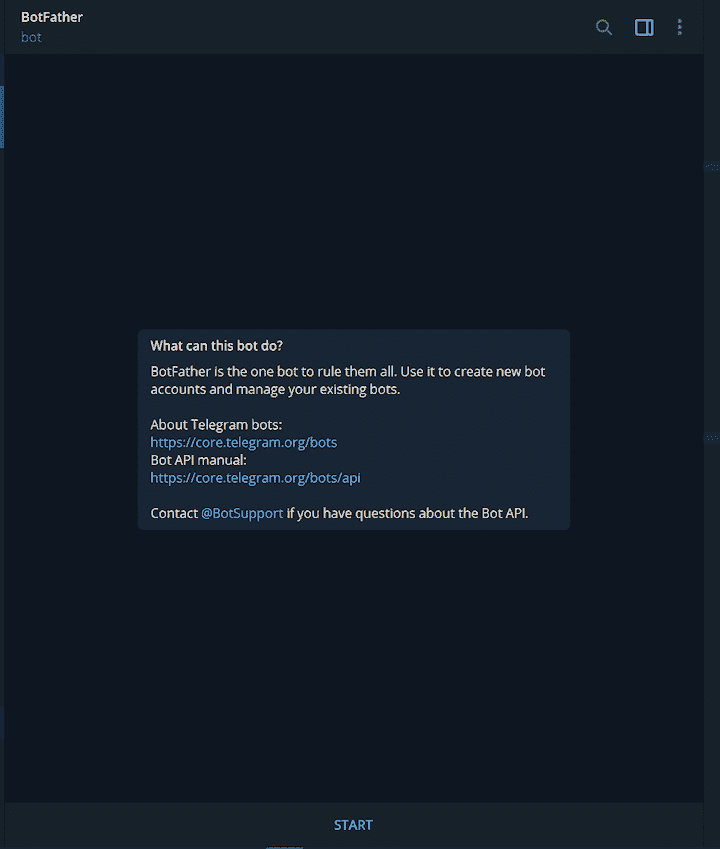 BotFather
bot
What can this bot do?
BotFather is the one bot to rule them all. Use it to create new bot
accounts and manage your existing bots.
About Telegram bots:
https://core.telegram.org/bots
Bot API manual:
https://core.telegram.org/bots/api
Contact @BotSupport if you have questions about the Bot API.
START